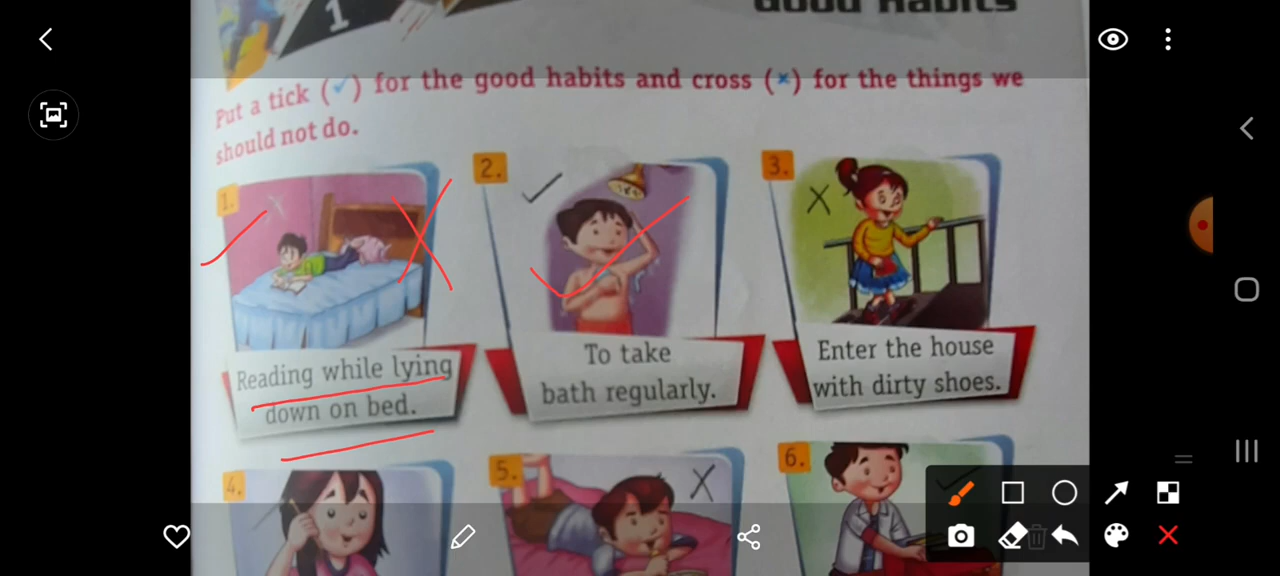 1
Good Habits
Put a tick (✓) for the good habits and cross (×) for the things we
should not do.
1.
2.
3.
Reading while lying
down on bed.
To take
bath regularly.
Enter the house
with dirty shoes.
4.
5.
6.